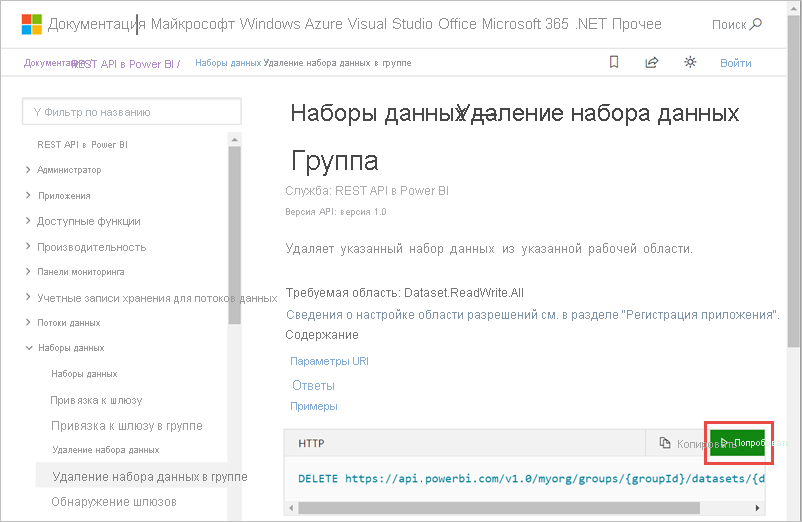 Документация Майкрософт Windows Azure Visual Studio Office Microsoft 365 .NET Прочее Поиск
Документация/ REST API в Power BI / Наборы данных Удаление набора данных в группе Войти
Фильтр по названию
REST API в Power BI
Администратор
Приложения
Доступные функции
Производительность
Панели мониторинга
Учетные записи хранения для потоков данных
Потоки данных
Наборы данных
Наборы данных
Привязка к шлюзу
Привязка к шлюзу в группе
Удаление набора данных
Удаление набора данных в группе
Обнаружение шлюзов
Наборы данных — Удаление набора данных
Группа
Служба: REST API в Power BI
Версия API: версия 1.0
Удаляет указанный набор данных из указанной рабочей области.
Требуемая область: Dataset.ReadWrite.All
Сведения о настройке области разрешений см. в разделе "Регистрация приложения".
Содержание
Параметры URI
Ответы
Примеры
HTTP Копировать Попробовать
DELETE https://api.powerbi.com/v1.0/myorg/groups/{groupId}/datasets/{d